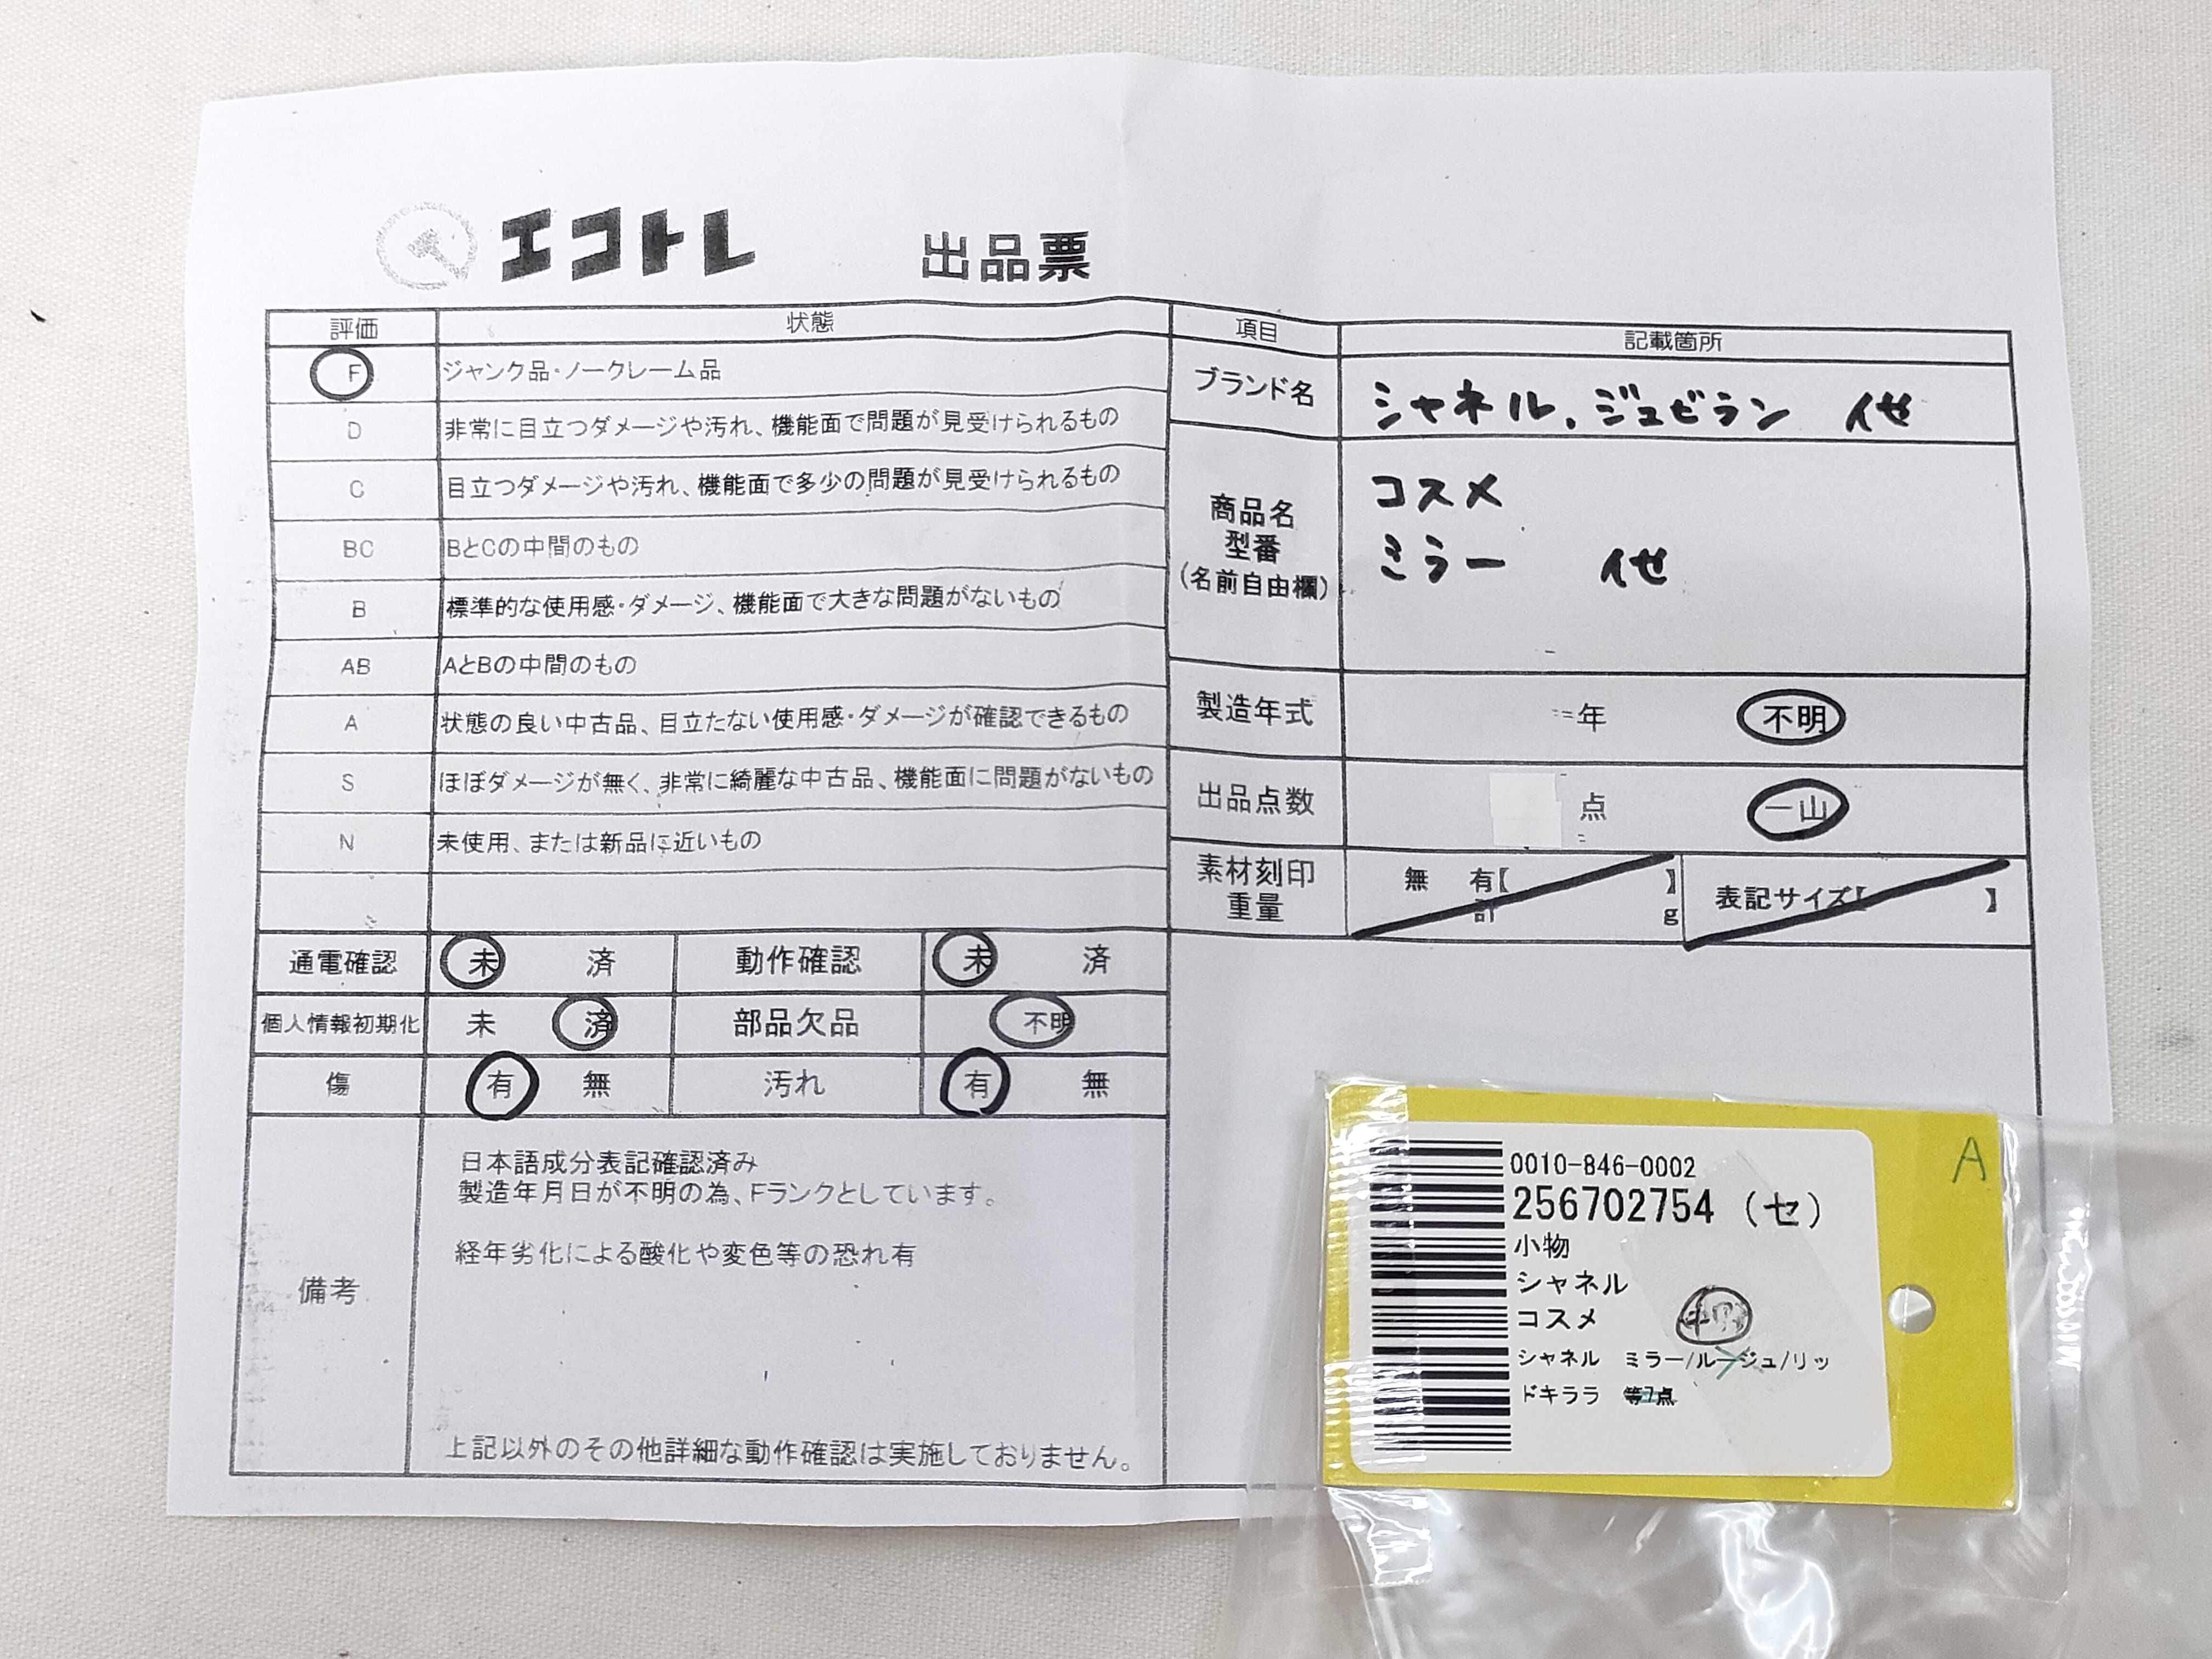 エコトレ 出品票
評価 状態
F ジャンク品・ノークレーム品
D 非常に目立つダメージや汚れ、機能面で問題が見受けられるもの
C 目立つダメージや汚れ、機能面で多少の問題が見受けられるもの
BC BとCの中間のもの
B 標準的な使用感・ダメージ、機能面で大きな問題がないもの
AB AとBの中間のもの
A 状態の良い中古品、目立たない使用感・ダメージが確認できるもの
S ほぼダメージが無く、非常に綺麗な中古品、機能面に問題がないもの
N 未使用、または新品に近いもの
通電確認 未 済 動作確認 未 済
個人情報初期化 未 済 部品欠品 不明
傷 有 無 汚れ 有 無
備考
日本語成分表記確認済み
製造年月日が不明の為、Fランクとしています。
経年劣化による酸化や変色等の恐れ有
上記以外のその他詳細な動作確認は実施しておりません。
項目 記載箇所
ブランド名 シャネル、ジュビラン 他
商品名
型番
(名前自由欄)
コスメ
ミラー 他
製造年式 年 不明
出品点数 点 一山
素材刻印
重量
無 有【 】
計 g
表記サイズ【 】
A
0010-846-0002
256702754 (セ)
小物
シャネル
コスメ
シャネル ミラー/ルージュ/リッ
ドキララ 等7点